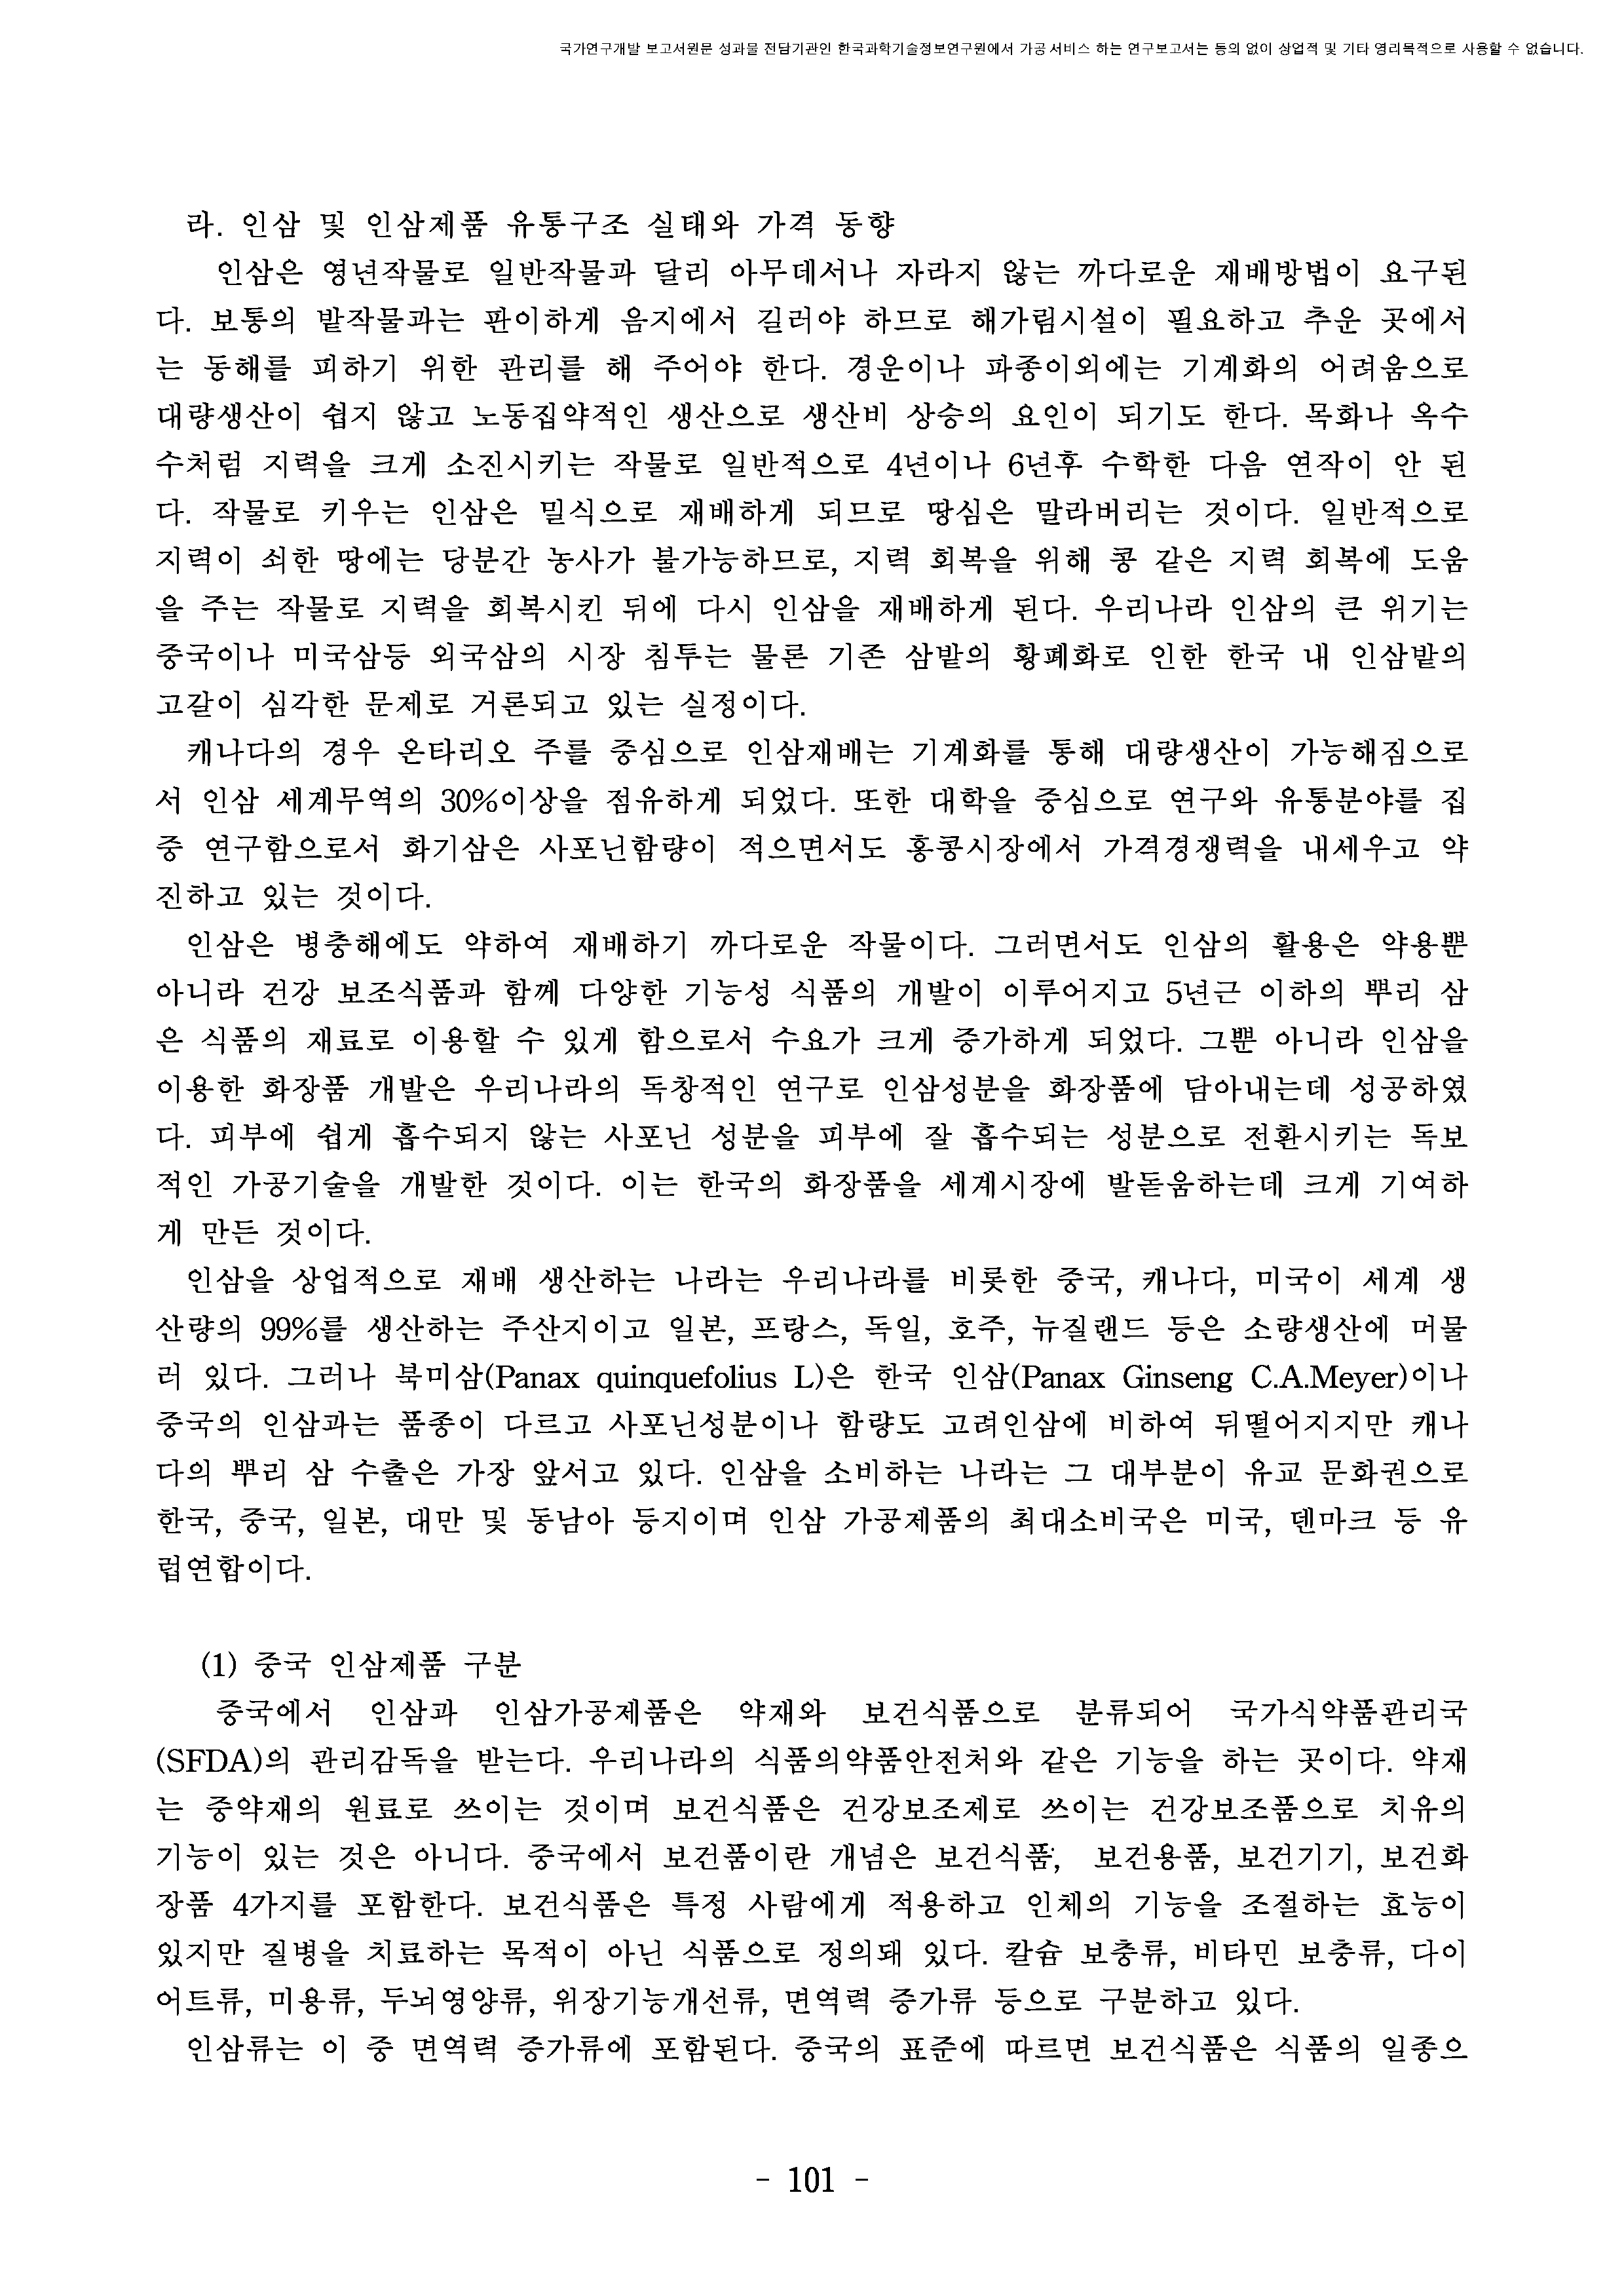 국가연구개발 보고서원문 성과물 전담기관인 한국과학기술정보연구원에서 가공·서비스 하는 연구보고서는 동의 없이 상업적 및 기타 영리목적으로 사용할 수 없습니다.
라. 인삼 및 인삼제품 유통구조 실태와 가격 동향
인삼은 영년작물로 일반작물과 달리 아무데서나 자라지 않는 까다로운 재배방법이 요구된
다. 보통의 밭작물과는 판이하게 음지에서 길러야 하므로 해가림시설이 필요하고 추운 곳에서
는 동해를 피하기 위한 관리를 해 주어야 한다. 경운이나 파종이외에는 기계화의 어려움으로
대량생산이 쉽지 않고 노동집약적인 생산으로 생산비 상승의 요인이 되기도 한다. 목화나 옥수
수처럼 지력을 크게 소진시키는 작물로 일반적으로 4년이나 6년후 수학한 다음 연작이 안 된
다. 작물로 키우는 인삼은 밀식으로 재배하게 되므로 땅심은 말라버리는 것이다. 일반적으로
지력이 쇠한 땅에는 당분간 농사가 불가능하므로, 지력 회복을 위해 콩 같은 지력 회복에 도움
을 주는 작물로 지력을 회복시킨 뒤에 다시 인삼을 재배하게 된다. 우리나라 인삼의 큰 위기는
중국이나 미국삼등 외국삼의 시장 침투는 물론 기존 삼밭의 황폐화로 인한 한국 내 인삼밭의
고갈이 심각한 문제로 거론되고 있는 실정이다.
캐나다의 경우 온타리오 주를 중심으로 인삼재배는 기계화를 통해 대량생산이 가능해짐으로
서 인삼 세계무역의 30%이상을 점유하게 되었다. 또한 대학을 중심으로 연구와 유통분야를 집
중 연구함으로서 화기삼은 사포닌함량이 적으면서도 홍콩시장에서 가격경쟁력을 내세우고 약
진하고 있는 것이다.
인삼은 병충해에도 약하여 재배하기 까다로운 작물이다. 그러면서도 인삼의 활용은 약용뿐
아니라 건강 보조식품과 함께 다양한 기능성 식품의 개발이 이루어지고 5년근 이하의 뿌리 삼
은 식품의 재료로 이용할 수 있게 함으로서 수요가 크게 증가하게 되었다. 그뿐 아니라 인삼을
이용한 화장품 개발은 우리나라의 독창적인 연구로 인삼성분을 화장품에 담아내는데 성공하였
다. 피부에 쉽게 흡수되지 않는 사포닌 성분을 피부에 잘 흡수되는 성분으로 전환시키는 독보
적인 가공기술을 개발한 것이다. 이는 한국의 화장품을 세계시장에 발돋움하는데 크게 기여하
게 만든 것이다.
인삼을 상업적으로 재배 생산하는 나라는 우리나라를 비롯한 중국, 캐나다, 미국이 세계 생
산량의 99%를 생산하는 주산지이고 일본, 프랑스, 독일, 호주, 뉴질랜드 등은 소량생산에 머물
러 있다. 그러나 북미삼(Panax quinquefolius L)은 한국 인삼(Panax Ginseng C.A.Meyer)이나
중국의 인삼과는 품종이 다르고 사포닌성분이나 함량도 고려인삼에 비하여 뒤떨어지지만 캐나
다의 뿌리 삼 수출은 가장 앞서고 있다. 인삼을 소비하는 나라는 그 대부분이 유교 문화권으로
한국, 중국, 일본, 대만 및 동남아 등지이며 인삼 가공제품의 최대소비국은 미국, 덴마크 등 유
럽연합이다.
(1) 중국 인삼제품 구분
중국에서 인삼과 인삼가공제품은 약재와 보건식품으로 분류되어 국가식약품관리국
(SFDA)의 관리감독을 받는다. 우리나라의 식품의약품안전처와 같은 기능을 하는 곳이다. 약재
는 중약재의 원료로 쓰이는 것이며 보건식품은 건강보조제로 쓰이는 건강보조품으로 치유의
기능이 있는 것은 아니다. 중국에서 보건품이란 개념은 보건식품, 보건용품, 보건기기, 보건화
장품 4가지를 포함한다. 보건식품은 특정 사람에게 적용하고 인체의 기능을 조절하는 효능이
있지만 질병을 치료하는 목적이 아닌 식품으로 정의돼 있다. 칼슘 보충류, 비타민 보충류, 다이
어트류, 미용류, 두뇌영양류, 위장기능개선류, 면역력 증가류 등으로 구분하고 있다.
인삼류는 이 중 면역력 증가류에 포함된다. 중국의 표준에 따르면 보건식품은 식품의 일종으
- 101 -